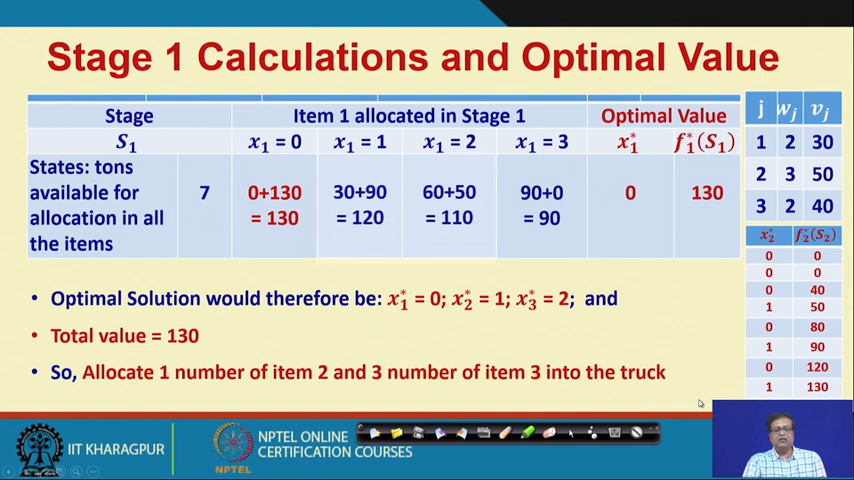 Stage 1 Calculations and Optimal Value
Stage Item 1 allocated in Stage 1 Optimal Value
S₁ x₁ = 0 x₁ = 1 x₁ = 2 x₁ = 3 x₁* f₁*(S₁)
States: tons available for allocation in all the items 7 0+130 = 130 30+90 = 120 60+50 = 110 90+0 = 90 0 130
j wⱼ vⱼ
1 2 30
2 3 50
3 2 40
x₂* f₂*(S₂)
0 0
0 0
0 40
1 50
0 80
1 90
0 120
1 130
• Optimal Solution would therefore be: x₁* = 0; x₂* = 1; x₃* = 2; and
• Total value = 130
• So, Allocate 1 number of item 2 and 3 number of item 3 into the truck
IIT KHARAGPUR
NPTEL
NPTEL ONLINE
CERTIFICATION COURSES